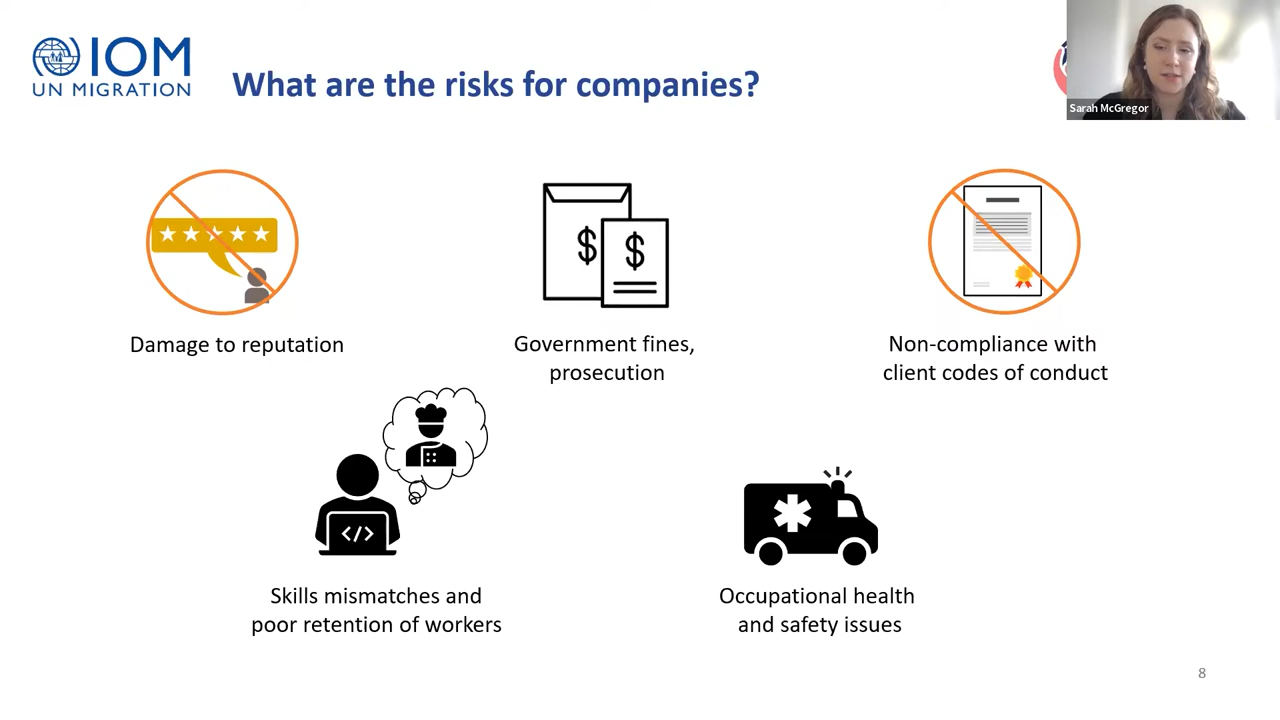 IOM
UN MIGRATION
What are the risks for companies?
Sarah McGregor
$
$
Damage to reputation
Government fines,
prosecution
Non-compliance with
client codes of conduct
</>
Skills mismatches and
poor retention of workers
Occupational health
and safety issues
8